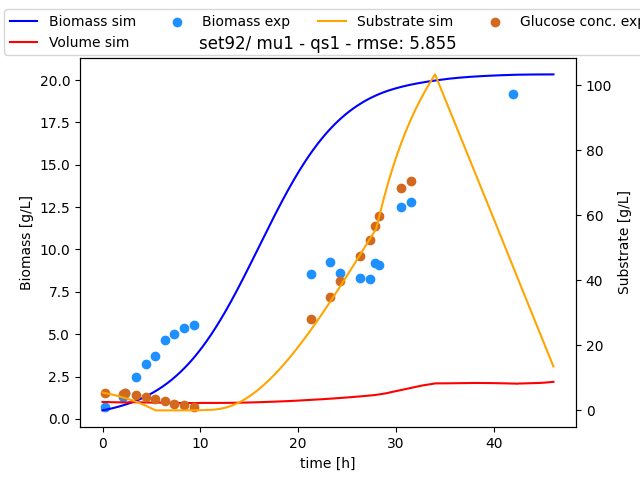 Biomass sim Biomass exp Substrate sim Glucose conc. exp
Volume sim
set92/ mu1 - qs1 - rmse: 5.855
20.0
17.5
15.0
12.5
10.0
7.5
5.0
2.5
0.0
Biomass [g/L]
100
80
60
40
20
0
Substrate [g/L]
0 10 20 30 40
time [h]